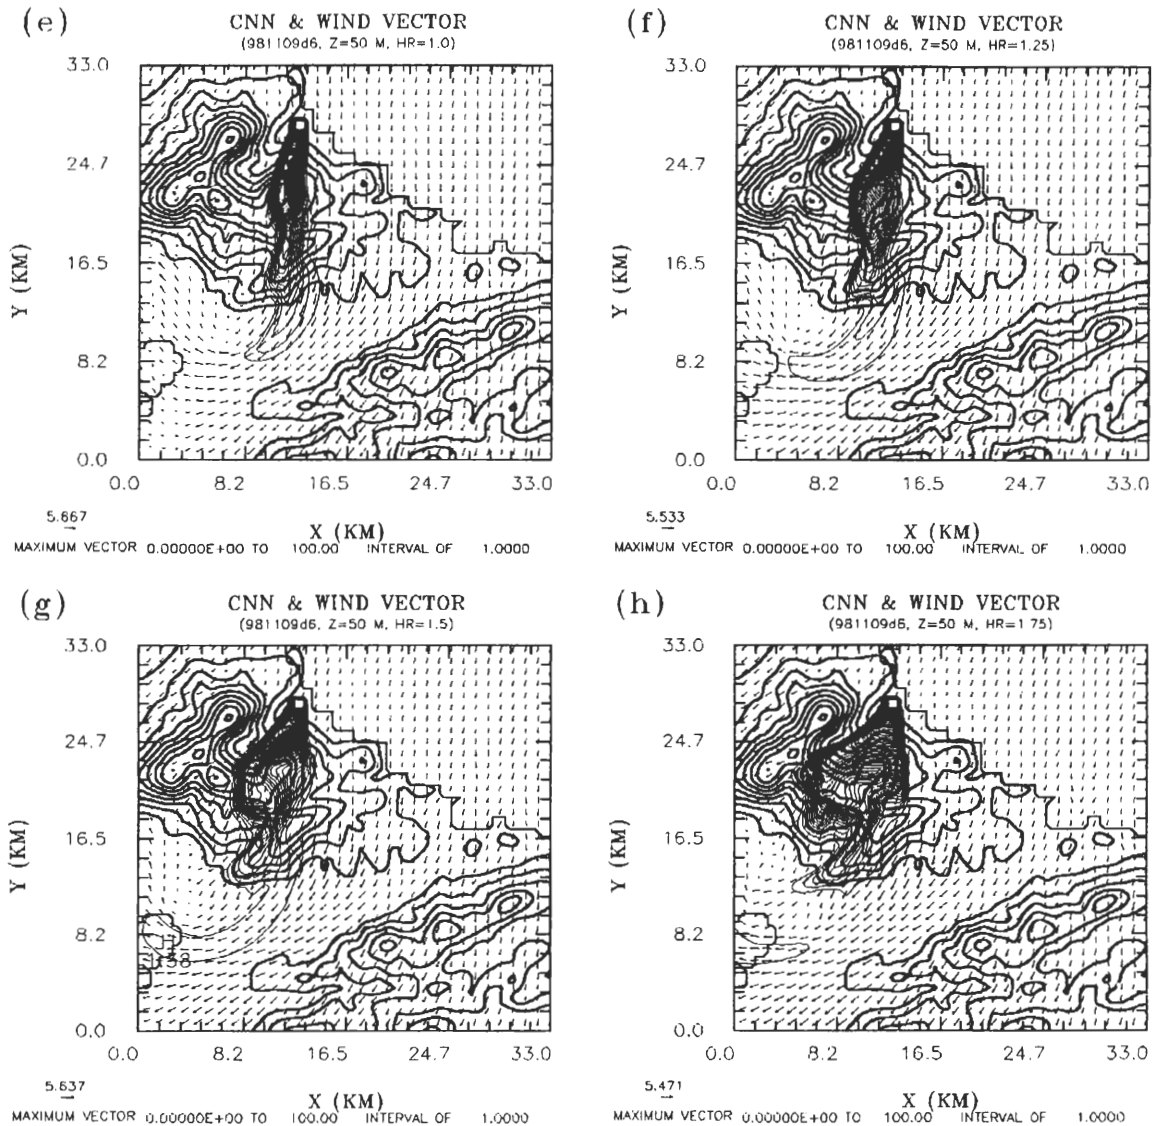 (e) CNN & WIND VECTOR
(981109d6, Z=50 M, HR=1.0)
33.0
24.7
16.5
8.2
0.0
Y (KM)
0.0 8.2 16.5 24.7 33.0
X (KM)
5.667
MAXIMUM VECTOR 0.00000E+00 TO 100.00 INTERVAL OF 1.0000
(f) CNN & WIND VECTOR
(981109d6, Z=50 M, HR=1.25)
33.0
24.7
16.5
8.2
0.0
Y (KM)
0.0 8.2 16.5 24.7 33.0
X (KM)
5.533
MAXIMUM VECTOR 0.00000E+00 TO 100.00 INTERVAL OF 1.0000
(g) CNN & WIND VECTOR
(981109d6, Z=50 M, HR=1.5)
33.0
24.7
16.5
8.2
0.0
Y (KM)
H
0.0 8.2 16.5 24.7 33.0
X (KM)
5.637
MAXIMUM VECTOR 0.00000E+00 TO 100.00 INTERVAL OF 1.0000
(h) CNN & WIND VECTOR
(981109d6, Z=50 M, HR=1.75)
33.0
24.7
16.5
8.2
0.0
Y (KM)
0.0 8.2 16.5 24.7 33.0
X (KM)
5.471
MAXIMUM VECTOR 0.00000E+00 TO 100.00 INTERVAL OF 1.0000